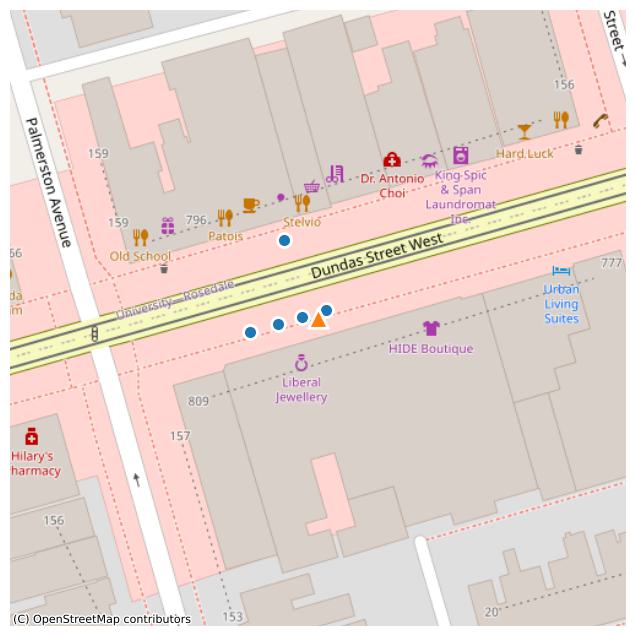 Street →
156
Palmerston Avenue
159
Hard Luck
Dr. Antonio
Choi
King Spic
& Span
Laundromat
Inc.
159
796
Stelvio
Patois
Old School
66
Dundas Street West
University—Rosedale
777
da
m
Urban
Living
Suites
HIDE Boutique
Liberal
Jewellery
809
157
Hilary's
harmacy
156
153
20
(C) OpenStreetMap contributors